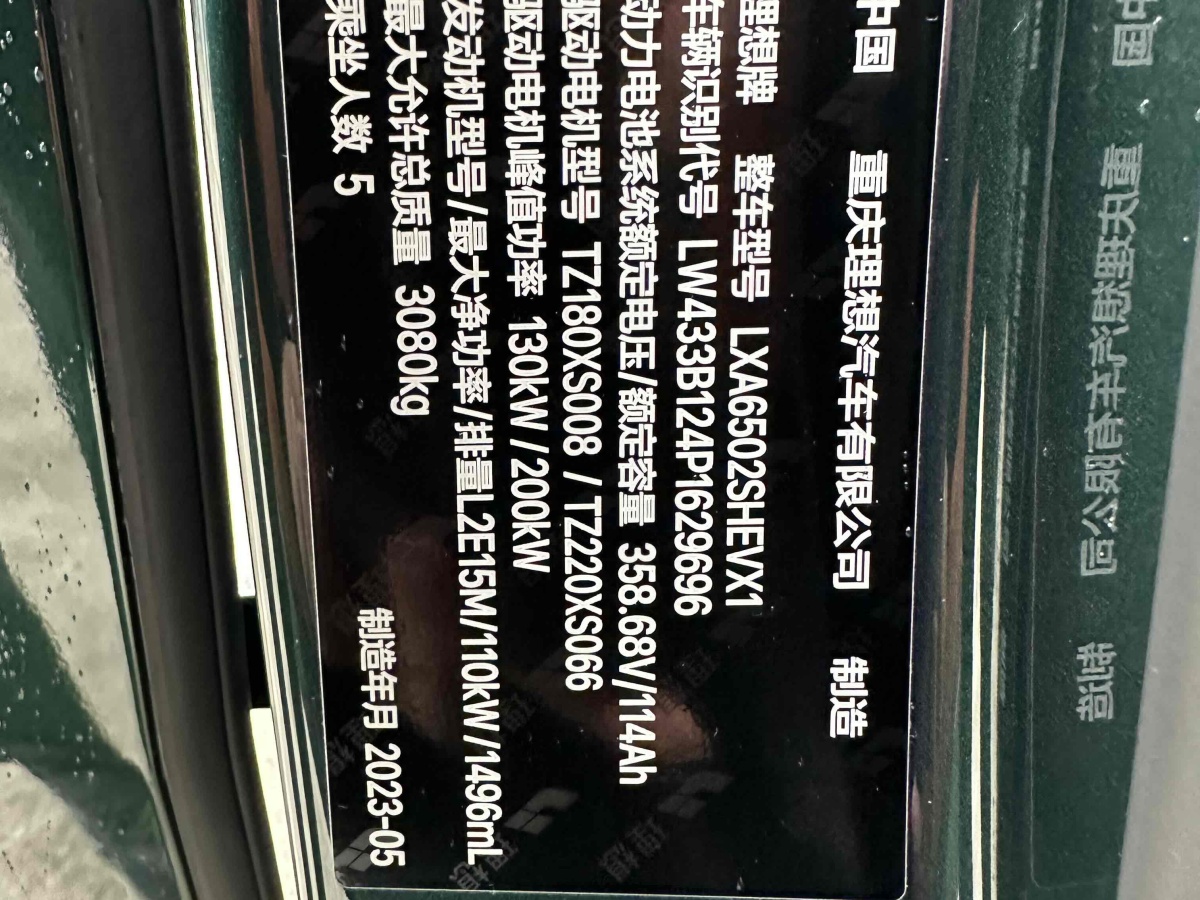 中国 重庆理想汽车有限公司 制造
理想牌 整车型号 LXA6502SHEVX1
车辆识别代号 LW433B124P1629696
动力电池系统额定电压/额定容量 358.68V/114Ah
驱动电机型号 TZ180XS008 / TZ220XS066
驱动电机峰值功率 130kW/200kW
发动机型号/最大净功率/排量L2E15M/110kW/1496mL
最大允许总质量 3080kg
乘坐人数 5
制造年月 2023-05